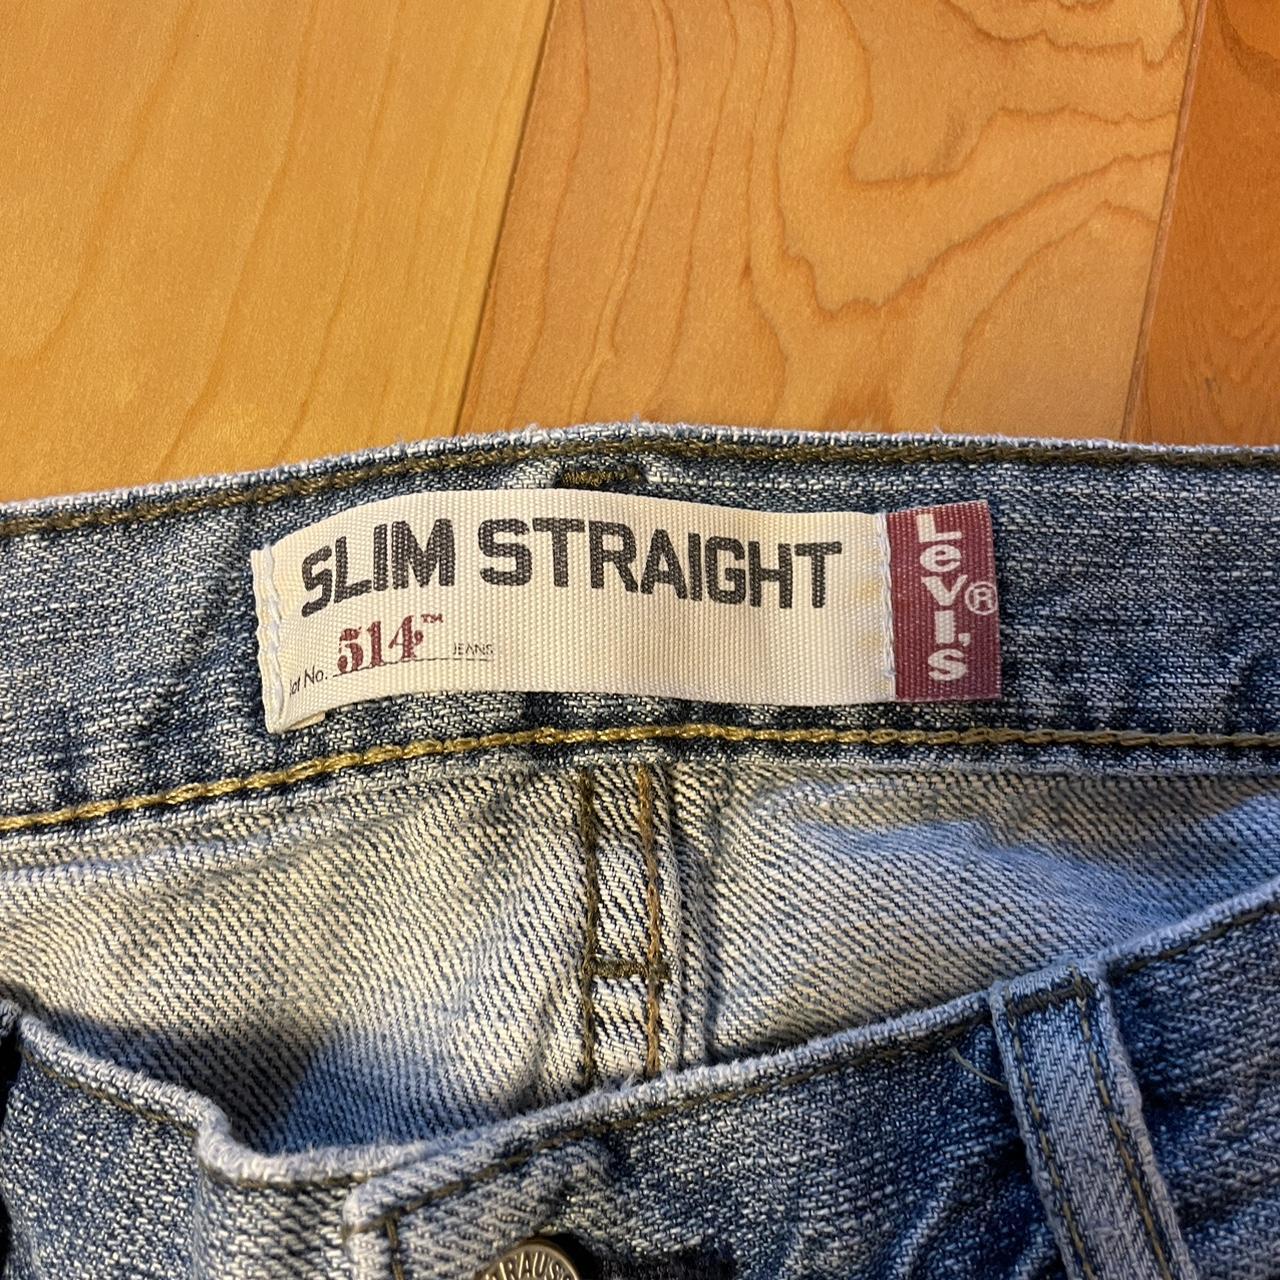 SLIM STRAIGHT
Lot No. 514™ JEANS
Levi's®